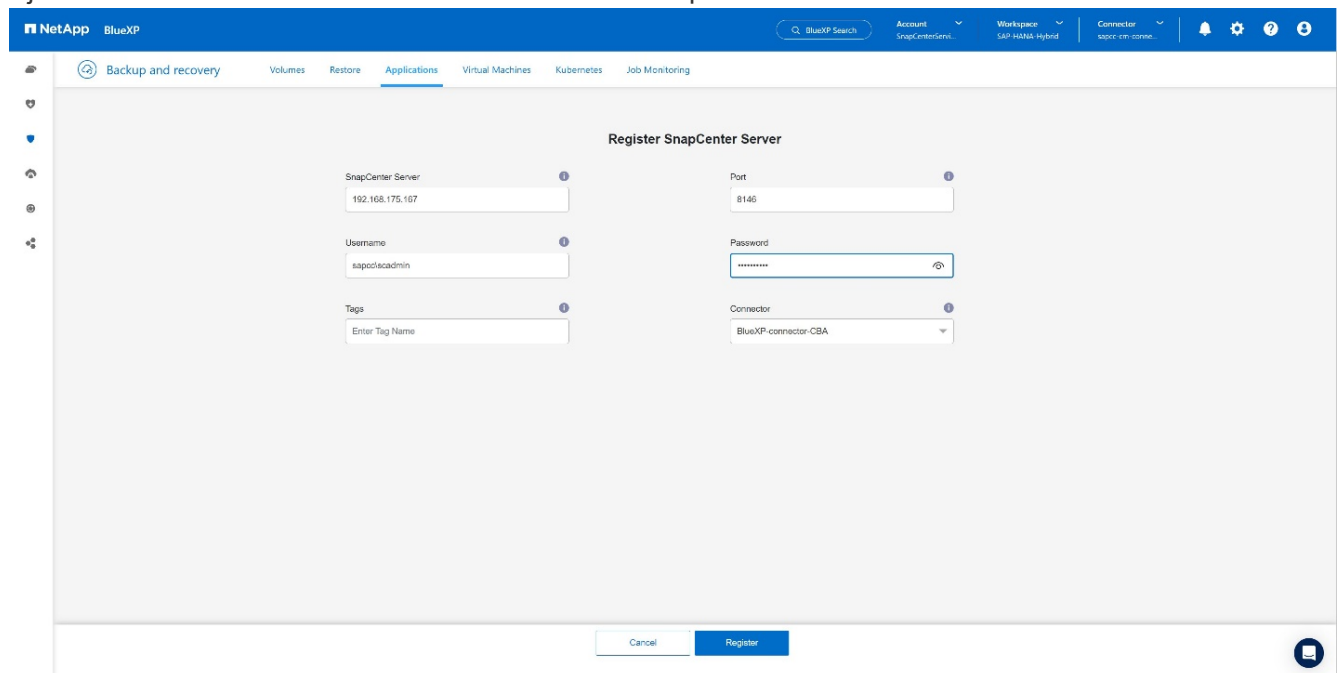 NetApp BlueXP BlueXP Search Account Workspace Connector
SnapCenterServi... SAP-HANA-Hybrid sapcc-cm-conne...
Backup and recovery Volumes Restore Applications Virtual Machines Kubernetes Job Monitoring
Register SnapCenter Server
SnapCenter Server Port
192.168.175.167 8146
Username Password
sapcc\scadmin ••••••••••
Tags Connector
Enter Tag Name BlueXP-connector-CBA
Cancel Register